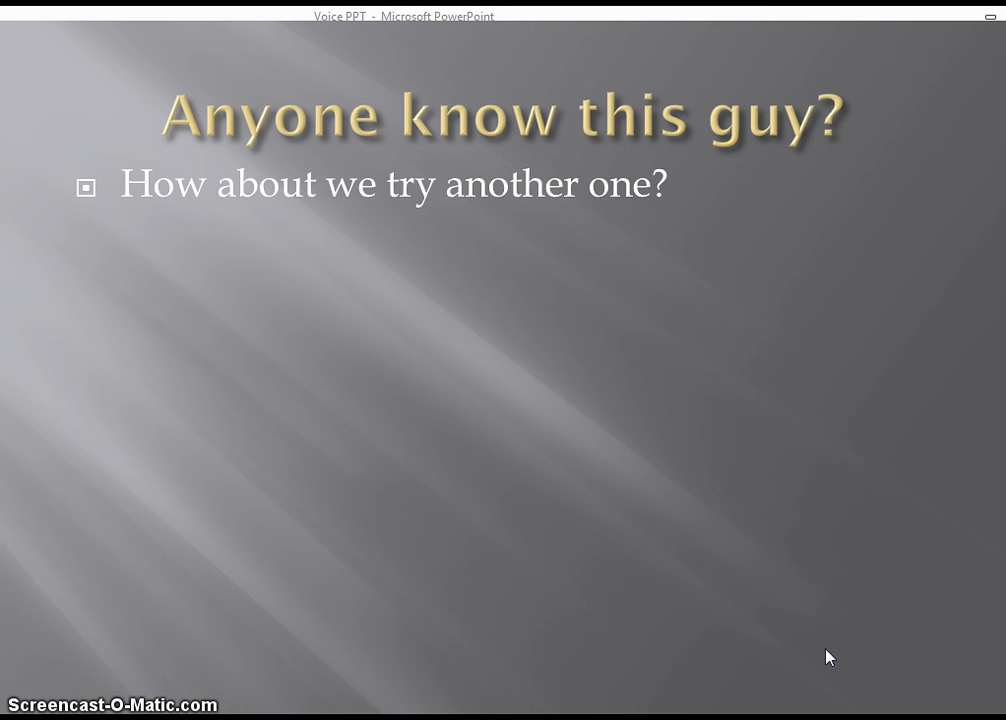 Voice PPT - Microsoft PowerPoint
Anyone know this guy?
How about we try another one?
Screencast-O-Matic.com